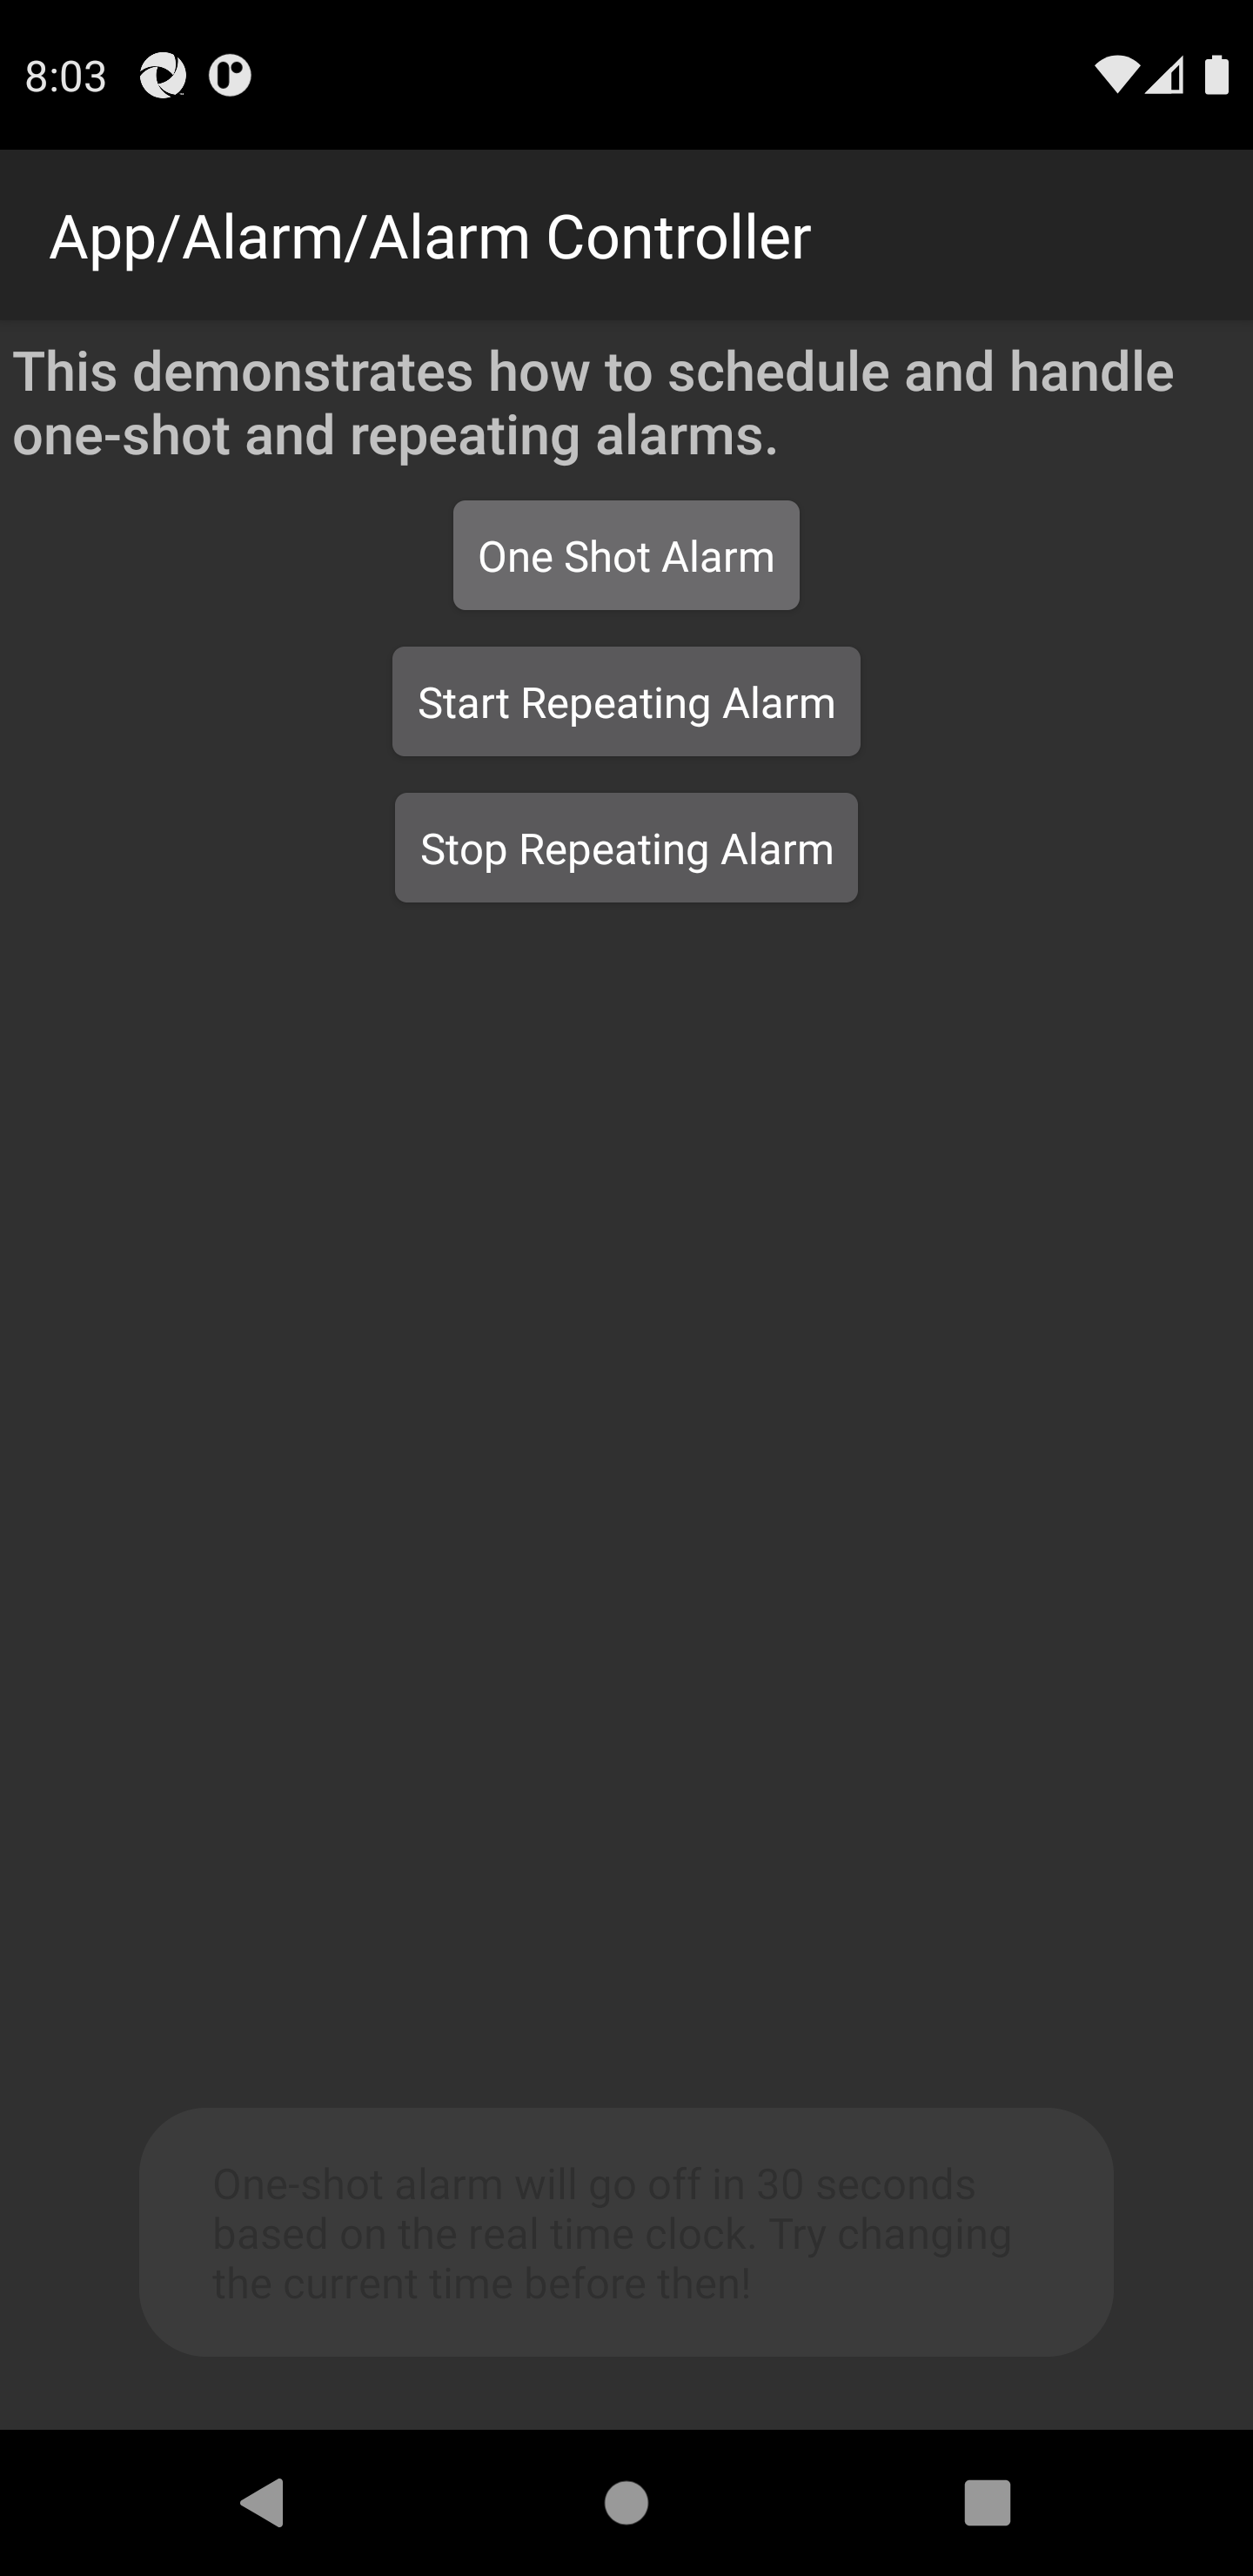 8:03
App/Alarm/Alarm Controller
This demonstrates how to schedule and handle
one-shot and repeating alarms.
One Shot Alarm
Start Repeating Alarm
Stop Repeating Alarm
One-shot alarm will go off in 30 seconds
based on the real time clock. Try changing
the current time before then!